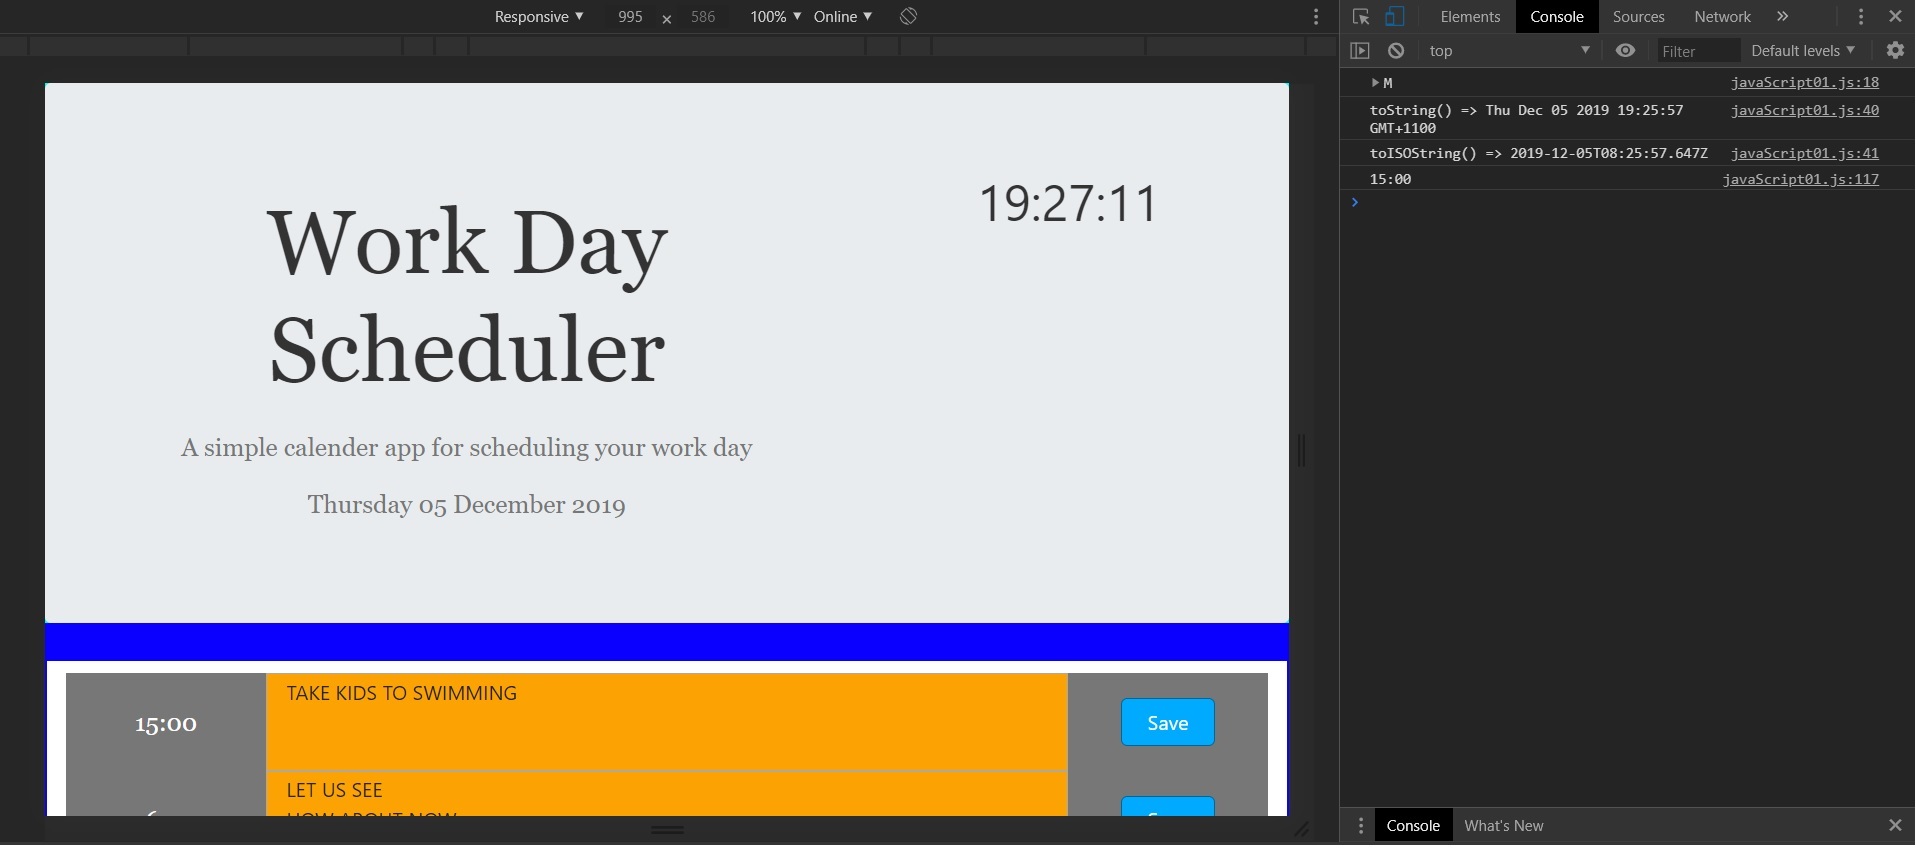 Responsive ▼ 995 × 586 100% ▼ Online ▼
Elements Console Sources Network »
top ▼ Filter Default levels ▼
▶ M javaScript01.js:18
toString() => Thu Dec 05 2019 19:25:57 javaScript01.js:40
GMT+1100
toISOString() => 2019-12-05T08:25:57.647Z javaScript01.js:41
15:00 javaScript01.js:117
>
19:27:11
Work Day
Scheduler
A simple calender app for scheduling your work day
Thursday 05 December 2019
TAKE KIDS TO SWIMMING
15:00 Save
LET US SEE
HOW ABOUT NOW
Console What's New